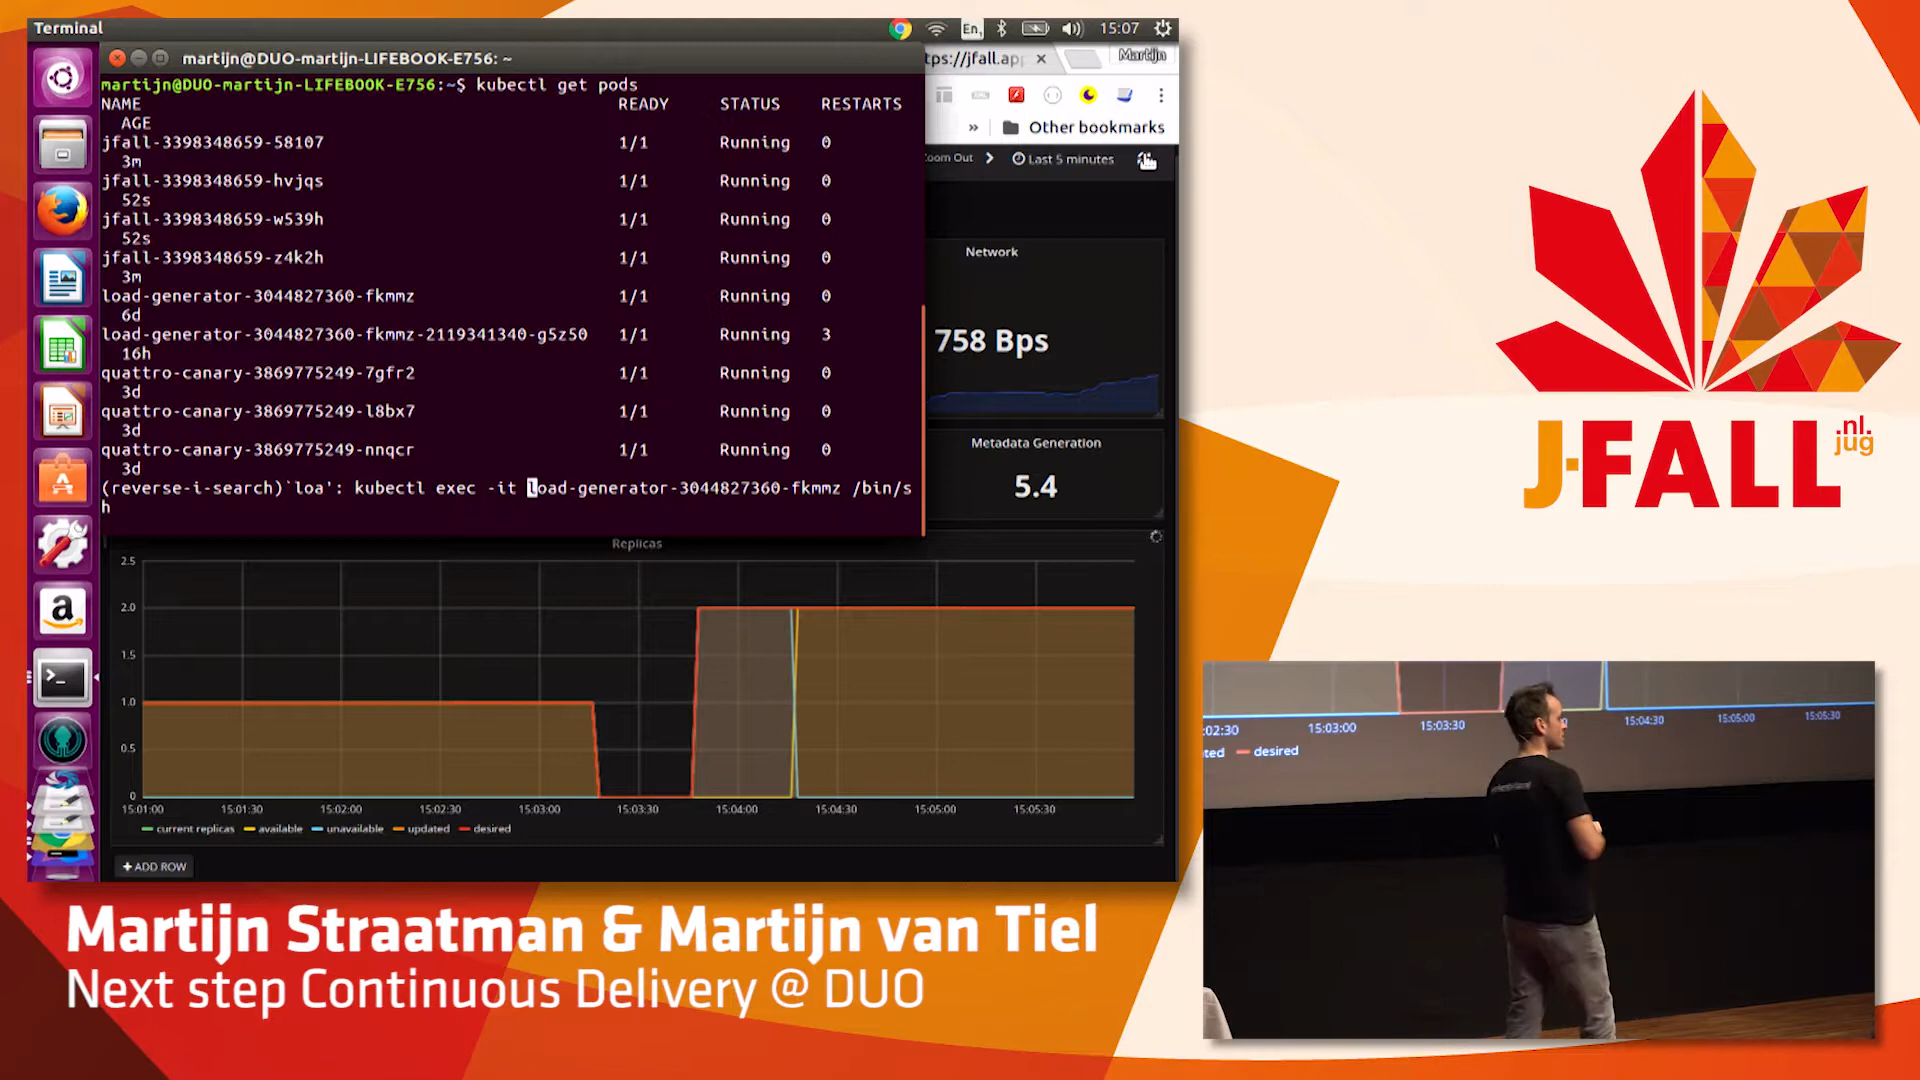 Terminal
En
15:07
martijn@DUO-martijn-LIFEBOOK-E756: ~
tps://jfall.ap
Martijn
martijn@DUO-martijn-LIFEBOOK-E756:~$ kubectl get pods
NAME READY STATUS RESTARTS
AGE
jfall-3398348659-58107 1/1 Running 0
3m
jfall-3398348659-hvjqs 1/1 Running 0
52s
jfall-3398348659-w539h 1/1 Running 0
52s
jfall-3398348659-z4k2h 1/1 Running 0
3m
load-generator-3044827360-fkmmz 1/1 Running 0
6d
load-generator-3044827360-fkmmz-2119341340-g5z50 1/1 Running 3
16h
quattro-canary-3869775249-7gfr2 1/1 Running 0
3d
quattro-canary-3869775249-l8bx7 1/1 Running 0
3d
quattro-canary-3869775249-nnqcr 1/1 Running 0
3d
(reverse-i-search)`loa': kubectl exec -it load-generator-3044827360-fkmmz /bin/s
h
» Other bookmarks
Zoom Out Last 5 minutes
Network
758 Bps
Metadata Generation
5.4
Replicas
2.5
2.0
1.5
1.0
0.5
0
15:01:00 15:01:30 15:02:00 15:02:30 15:03:00 15:03:30 15:04:00 15:04:30 15:05:00 15:05:30
current replicas available unavailable updated desired
+ ADD ROW
J-FALL
.nl.
jug
:02:30 15:03:00 15:03:30 15:04:30 15:05:00 15:05:30
ted desired
Martijn Straatman & Martijn van Tiel
Next step Continuous Delivery @ DUO